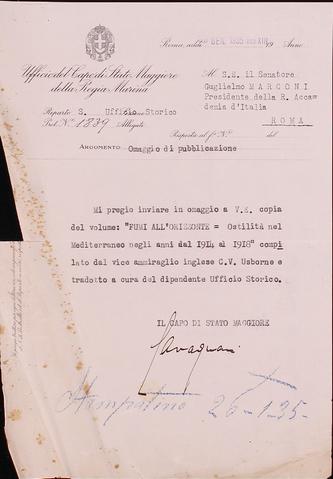 Roma, addì GEN. 1935 Anno XIII
Ufficio del Capo di Stato Maggiore
della Regia Marina
M. S.E. il Senatore
Guglielmo MARCONI
Presidente della R. Acca
demia d'Italia
ROMA
Reparto S. Ufficio Storico
Prot. N.° 1839 Allegati
Risposta al f.° N.° del
ARGOMENTO: Omaggio di pubblicazione
Mi pregio inviare in omaggio a V.E. copia
del volume: "FUMI ALL'ORIZZONTE = Ostilità nel
Mediterraneo negli anni dal 1914 al 1918" compi
lato dal vice ammiraglio inglese C.V. Usborne e
tradotto a cura del dipendente Ufficio Storico.
IL CAPO DI STATO MAGGIORE
Cavagnari
26-1-35-